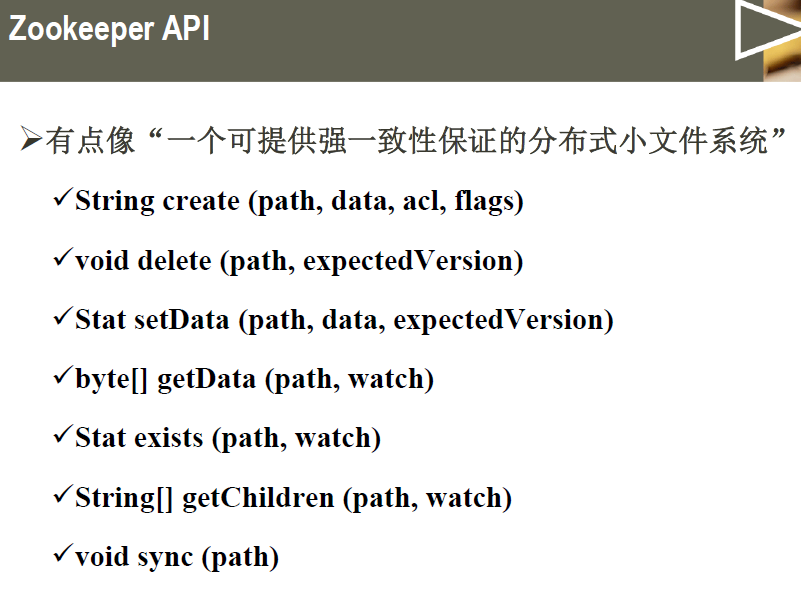 Zookeeper API
有点像“一个可提供强一致性保证的分布式小文件系统”
String create (path, data, acl, flags)
void delete (path, expectedVersion)
Stat setData (path, data, expectedVersion)
byte[] getData (path, watch)
Stat exists (path, watch)
String[] getChildren (path, watch)
void sync (path)